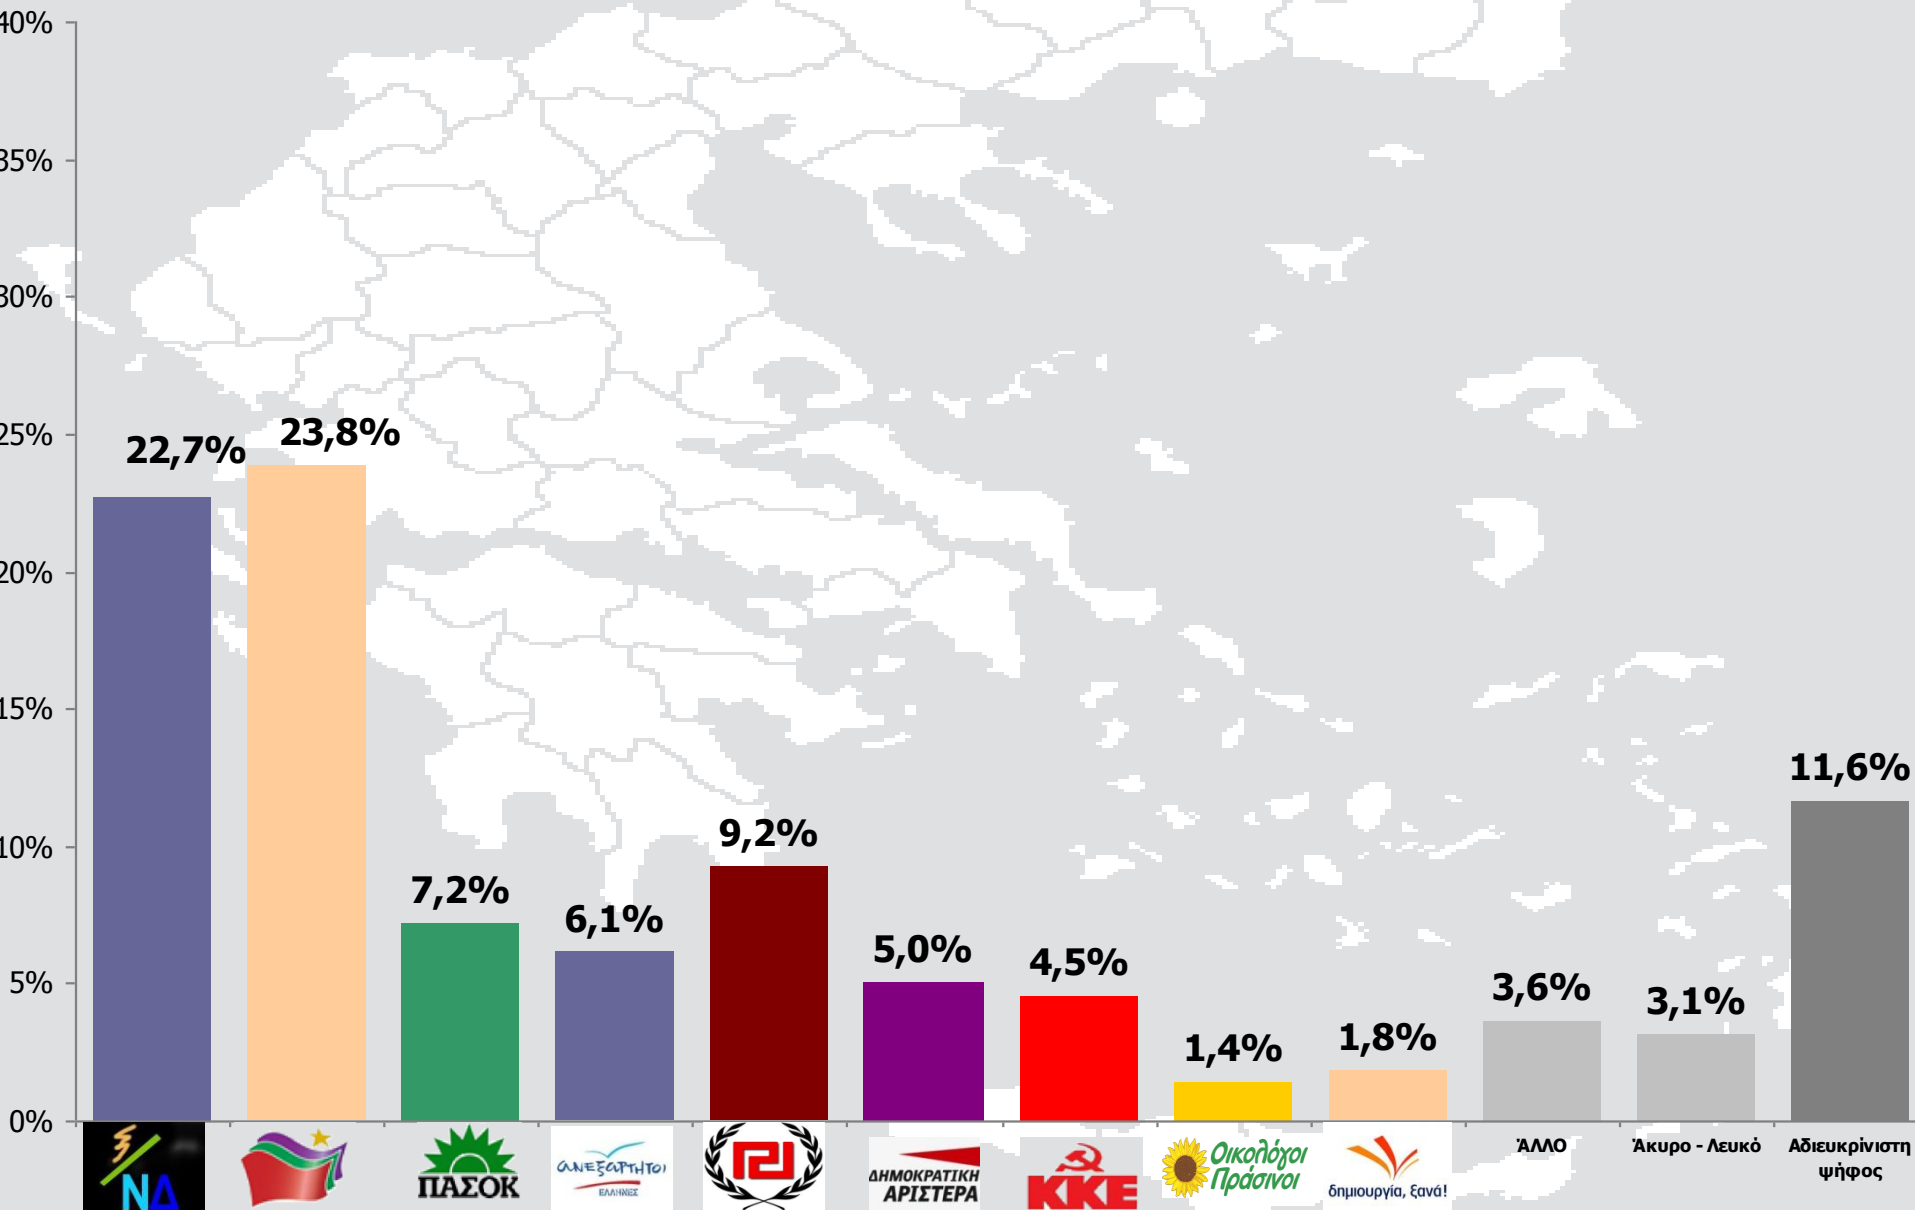 40%
35%
30%
25%
20%
15%
10%
5%
0%
22,7%
23,8%
7,2%
6,1%
9,2%
5,0%
4,5%
1,4%
1,8%
3,6%
3,1%
11,6%
ΝΔ
ΠΑΣΟΚ
ανεξαρτητοι
ΕΛΛΗΝΕΣ
ΔΗΜΟΚΡΑΤΙΚΗ
ΑΡΙΣΤΕΡΑ
ΚΚΕ
Οικολόγοι
Πράσινοι
δημιουργία, ξανά!
ΆΛΛΟ
Άκυρο - Λευκό
Αδιευκρίνιστη
ψήφος